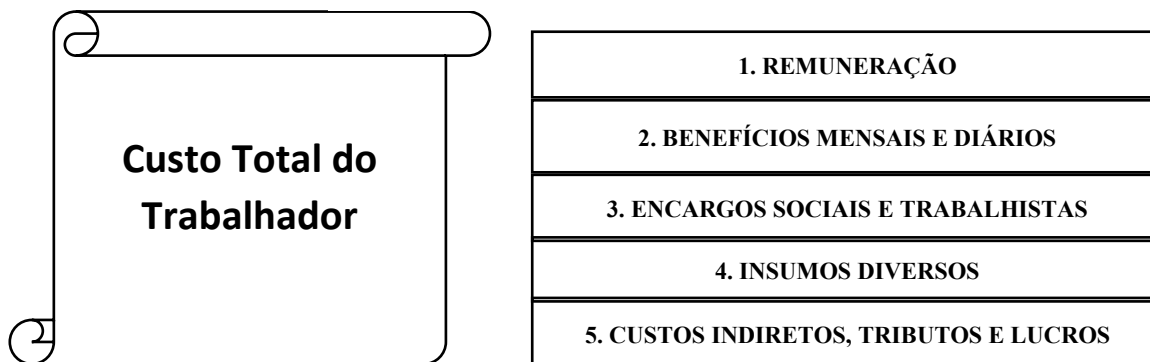 Custo Total do
Trabalhador
1. REMUNERAÇÃO
2. BENEFÍCIOS MENSAIS E DIÁRIOS
3. ENCARGOS SOCIAIS E TRABALHISTAS
4. INSUMOS DIVERSOS
5. CUSTOS INDIRETOS, TRIBUTOS E LUCROS